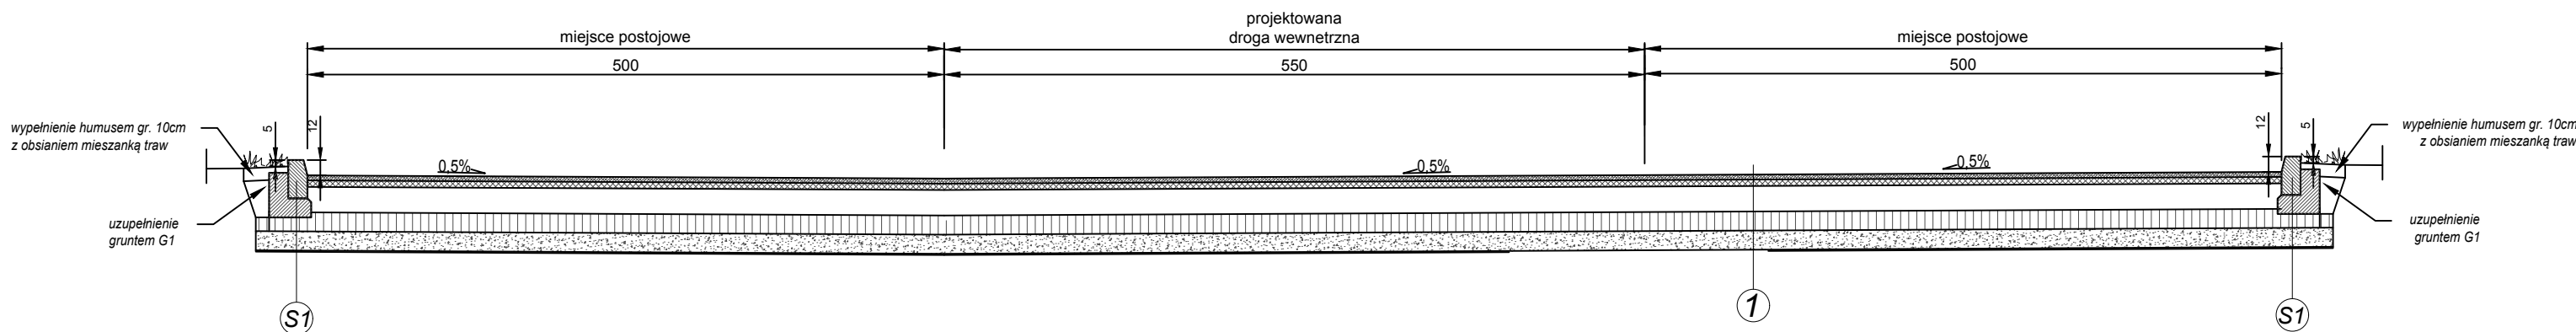 projektowana
miejsce postojowe
droga wewnetrzna
miejsce postojowe
500
550
500
wypełnienie humusem gr. 10cm
z obsianiem mieszanką traw
5
12
12
5
wypełnienie humusem gr. 10cm
z obsianiem mieszanką traw
0,5%
0,5%
0,5%
uzupełnienie
gruntem G1
uzupełnienie
gruntem G1
S1
1
S1